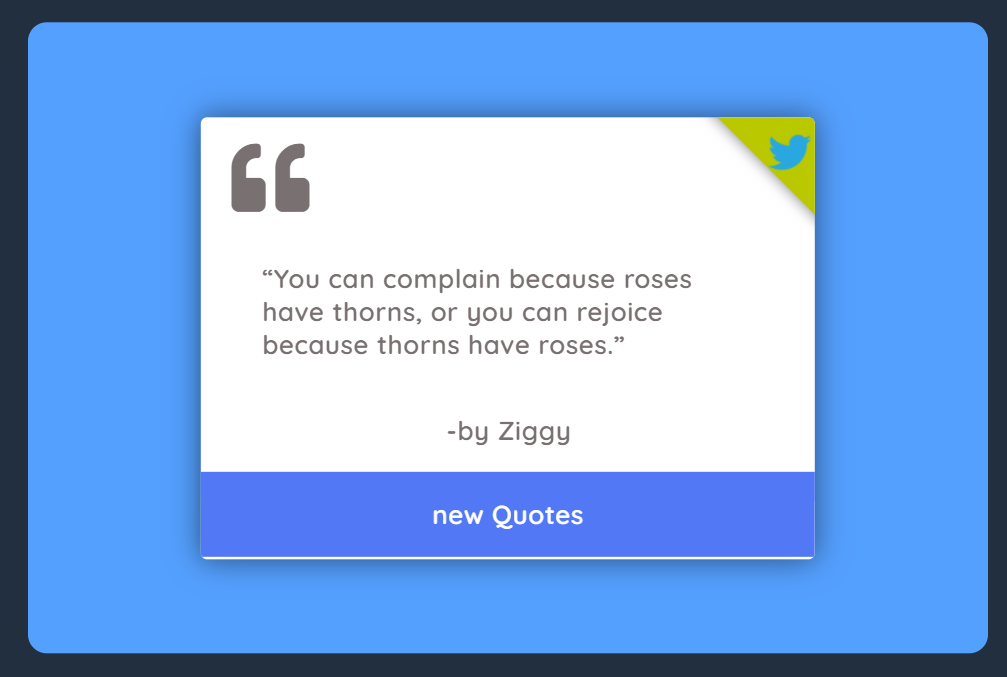 “You can complain because roses
have thorns, or you can rejoice
because thorns have roses.”
-by Ziggy
new Quotes